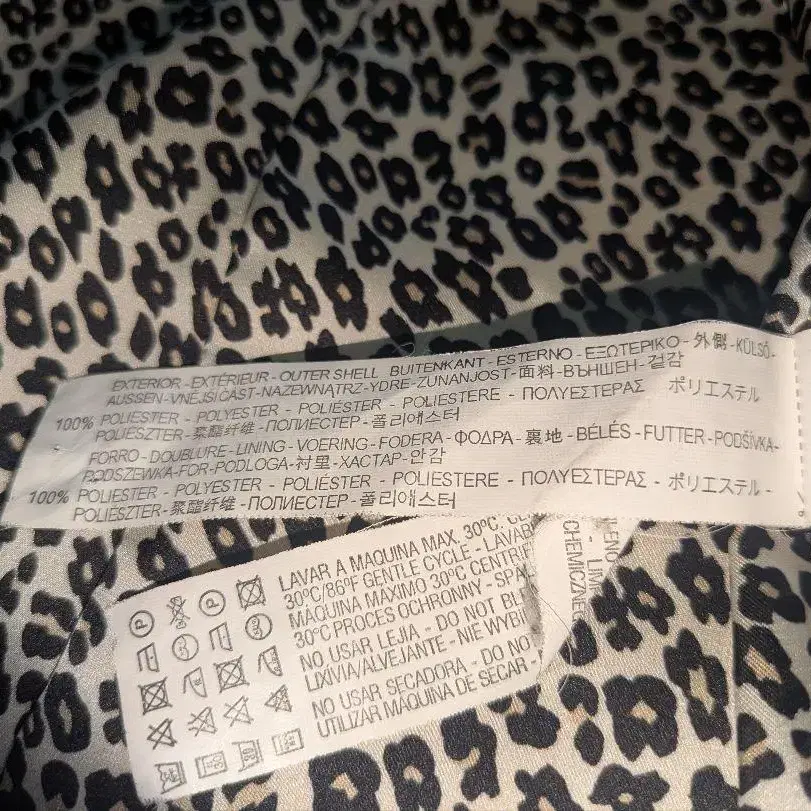 EXTERIOR - EXTÉRIEUR - OUTER SHELL BUITENKANT - ESTERNO - ΕΞΩΤΕΡΙΚΟ - 外側 - KÜLSŐ -
AUSSEN - VNĚJŠÍ ČÁST - NAZEWNĄTRZ - YDRE - ZUNANJOST - 面料 - ВЪНШЕН - 겉감
100% POLIESTER - POLYESTER - POLIÉSTER - POLIESTERE - ΠΟΛΥΕΣΤΕΡΑΣ ポリエステル
POLIÉSZTER - 聚酯纤维 - ПОЛИЕСТЕР - 폴리에스터
FORRO - DOUBLURE - LINING - VOERING - FODERA - ΦΟΔΡΑ - 裏地 - BÉLÉS - FUTTER - PODŠÍVKA -
PODSZEWKA - FOR - PODLOGA - 衬里 - ХАСТАР - 안감
100% POLIESTER - POLYESTER - POLIÉSTER - POLIESTERE - ΠΟΛΥΕΣΤΕΡΑΣ - ポリエステル -
POLIÉSZTER - 聚酯纤维 - ПОЛИЕСТЕР - 폴리에스터
LAVAR A MAQUINA MAX. 30ºC.
30ºC/86ºF GENTLE CYCLE - LAVAB
MAQUINA MAXIMO 30ºC CENTRIF
30ºC PROCES OCHRONNY - SPA
NO USAR LEJIA - DO NOT BL
LIXIVIA/ALVEJANTE - NIE WYBI
NO USAR SECADORA - DO NO
UTILIZAR MÁQUINA DE SECAR -
CHEMICZNE